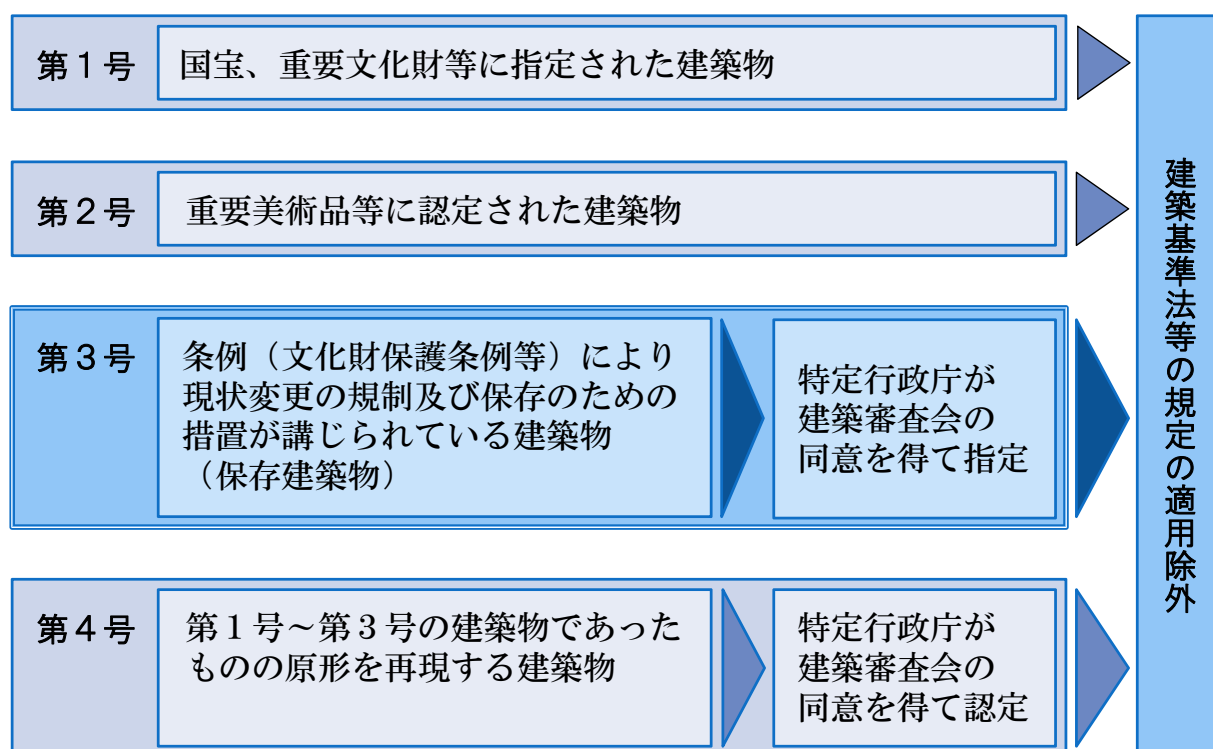 第１号
国宝、重要文化財等に指定された建築物
第２号
重要美術品等に認定された建築物
第３号
条例（文化財保護条例等）により
現状変更の規制及び保存のための
措置が講じられている建築物
（保存建築物）
特定行政庁が
建築審査会の
同意を得て指定
第４号
第１号～第３号の建築物であった
ものの原形を再現する建築物
特定行政庁が
建築審査会の
同意を得て認定
建築基準法等の規定の適用除外